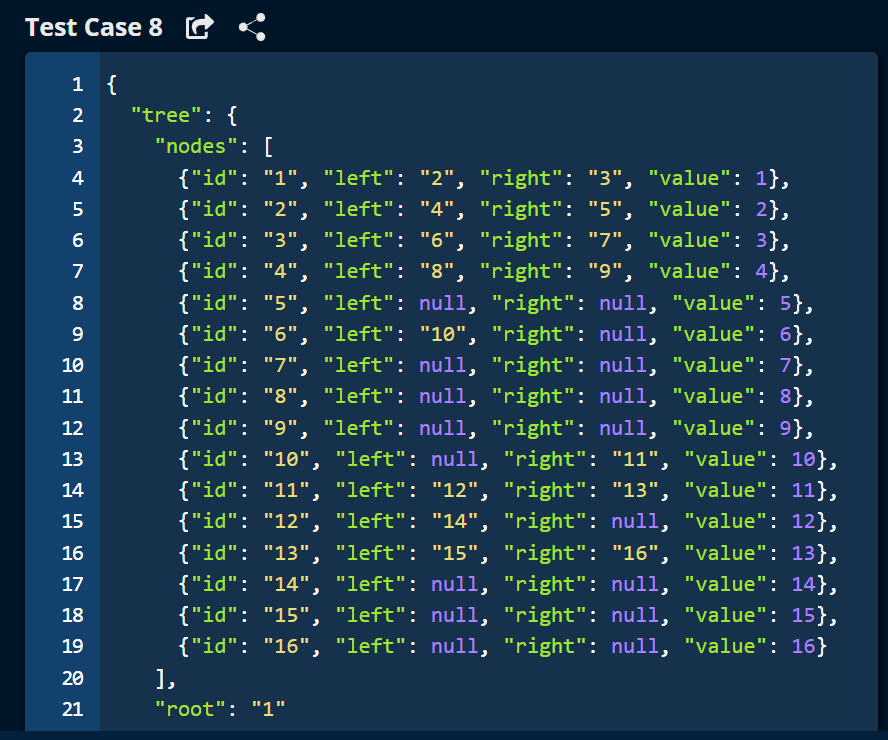 Test Case 8
1 {
2   "tree": {
3     "nodes": [
4       {"id": "1", "left": "2", "right": "3", "value": 1},
5       {"id": "2", "left": "4", "right": "5", "value": 2},
6       {"id": "3", "left": "6", "right": "7", "value": 3},
7       {"id": "4", "left": "8", "right": "9", "value": 4},
8       {"id": "5", "left": null, "right": null, "value": 5},
9       {"id": "6", "left": "10", "right": null, "value": 6},
10       {"id": "7", "left": null, "right": null, "value": 7},
11       {"id": "8", "left": null, "right": null, "value": 8},
12       {"id": "9", "left": null, "right": null, "value": 9},
13       {"id": "10", "left": null, "right": "11", "value": 10},
14       {"id": "11", "left": "12", "right": "13", "value": 11},
15       {"id": "12", "left": "14", "right": null, "value": 12},
16       {"id": "13", "left": "15", "right": "16", "value": 13},
17       {"id": "14", "left": null, "right": null, "value": 14},
18       {"id": "15", "left": null, "right": null, "value": 15},
19       {"id": "16", "left": null, "right": null, "value": 16}
20     ],
21     "root": "1"